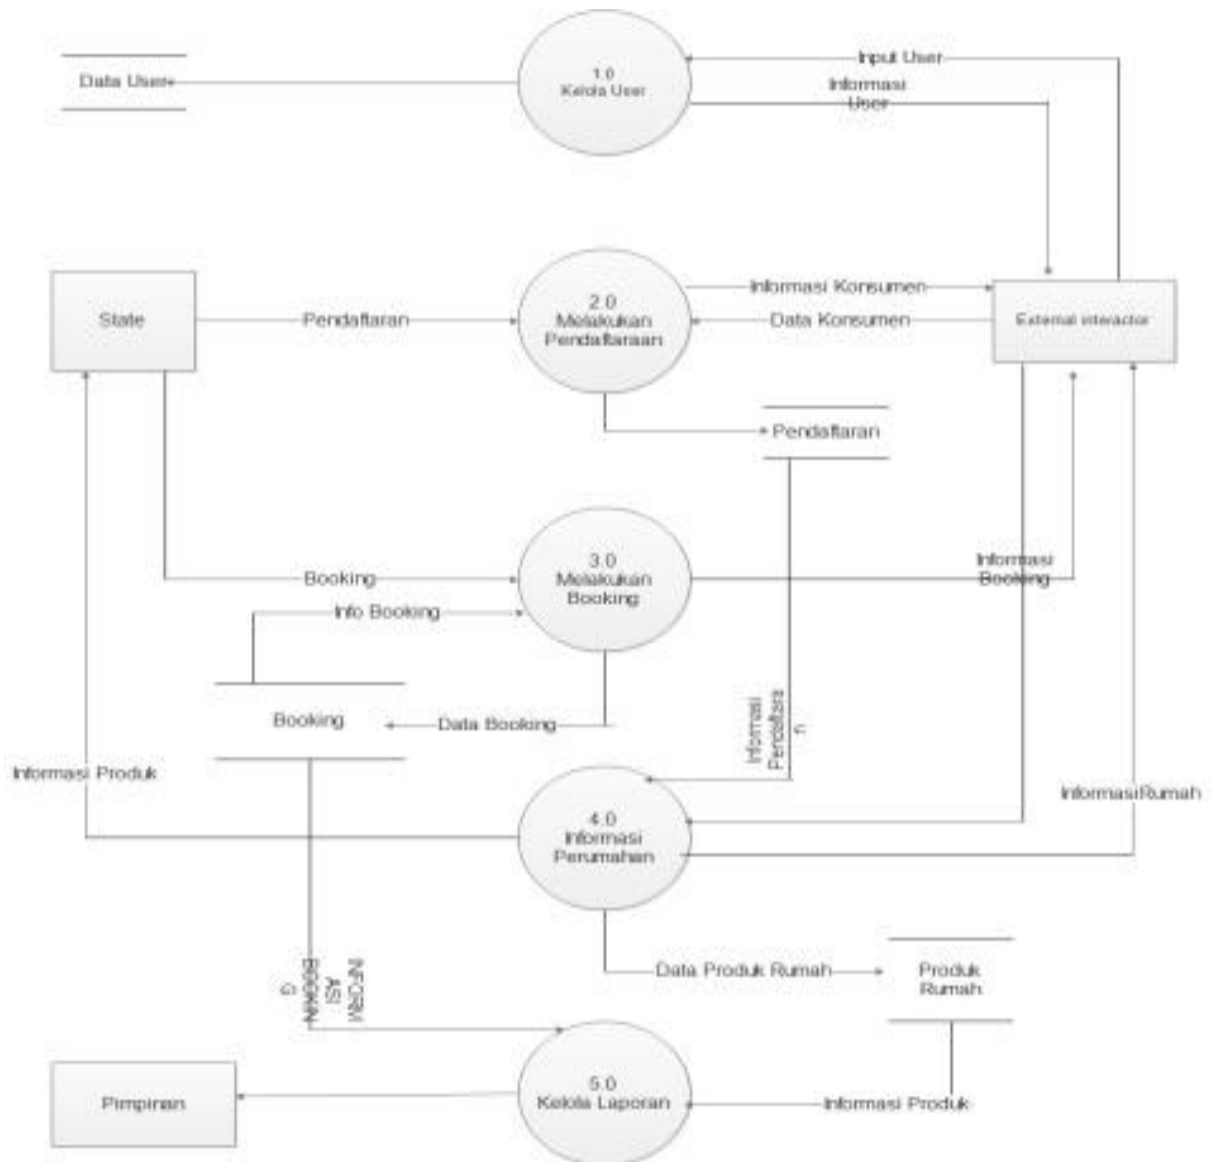 Input User
1.0
Kelola User
Data User
Informasi
User
State
Pendaftaran
2.0
Melakukan
Pendaftaraan
Informasi Konsumen
Data Konsumen
External interactor
Pendaftaran
3.0
Melakukan
Booking
Booking
Info Booking
Informasi
Booking
Booking
Data Booking
Informasi
Pendaftara
n
Informasi Produk
4.0
Informasi
Perumahan
Informasi Rumah
INFORM
ASI
BOOKIN
G
Data Produk Rumah
Produk
Rumah
Pimpinan
5.0
Kelola Laporan
Informasi Produk